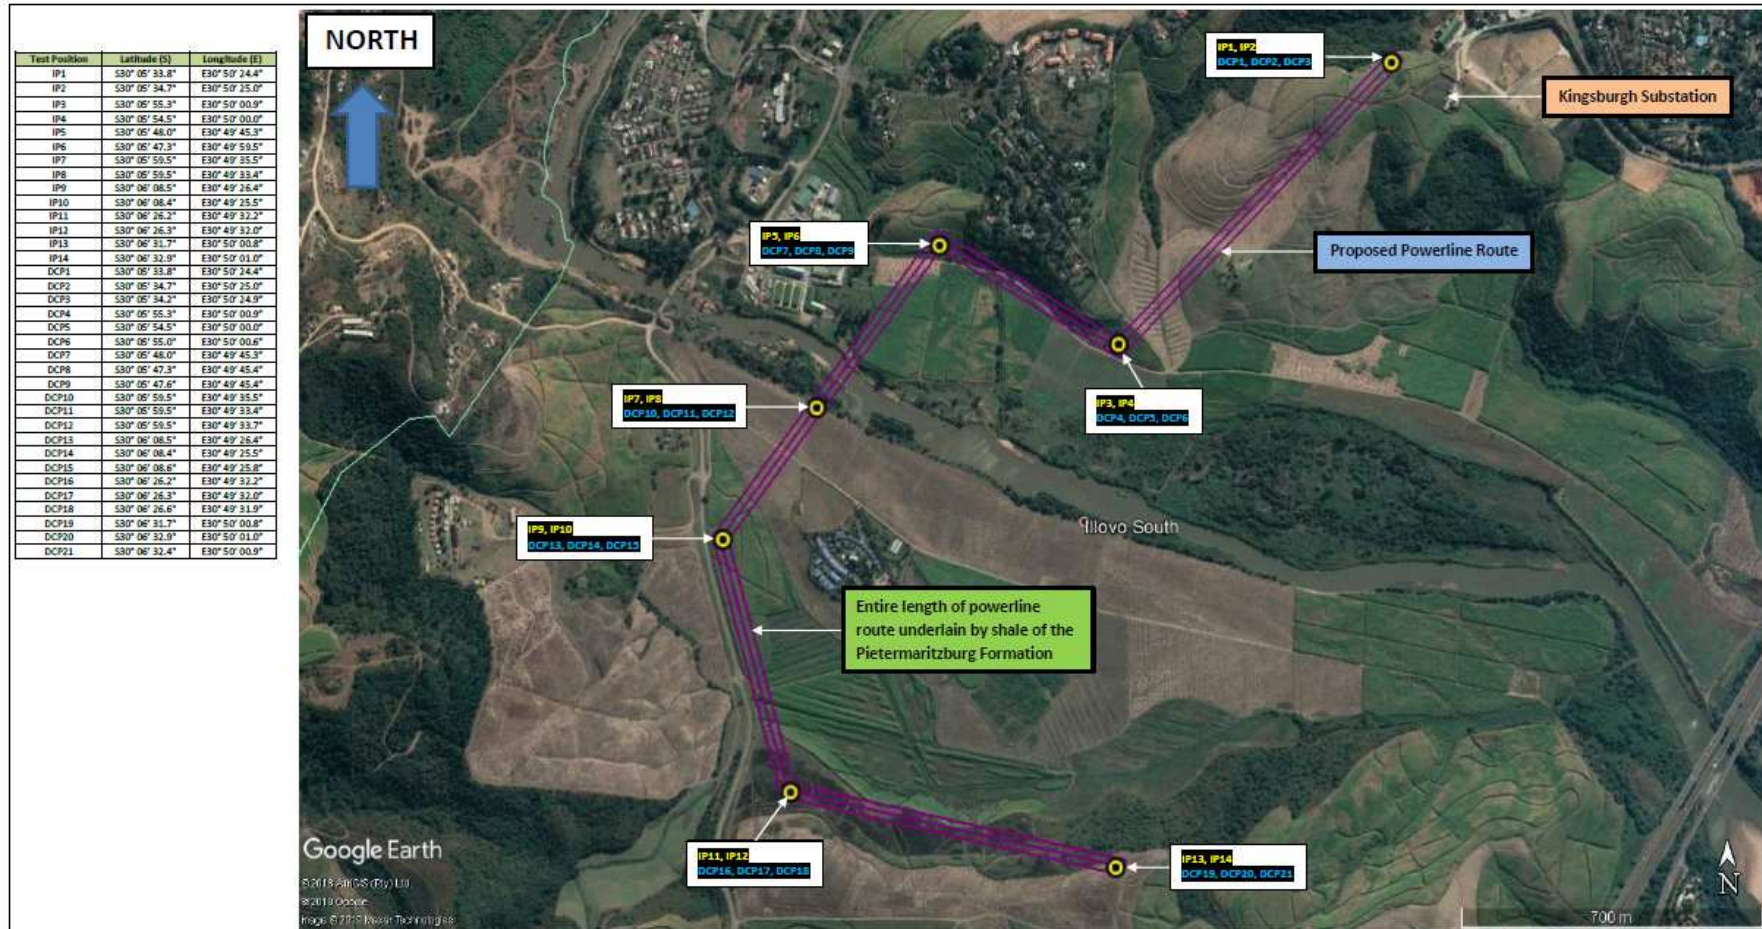 NORTH
Test Position Latitude (S) Longitude (E)
IP1 S30° 05' 33.8" E30° 50' 24.4"
IP2 S30° 05' 34.7" E30° 50' 25.0"
IP3 S30° 05' 55.3" E30° 50' 00.9"
IP4 S30° 05' 54.5" E30° 50' 00.0"
IP5 S30° 05' 48.0" E30° 49' 45.3"
IP6 S30° 05' 47.3" E30° 49' 59.5"
IP7 S30° 05' 59.5" E30° 49' 35.5"
IP8 S30° 05' 59.5" E30° 49' 33.4"
IP9 S30° 06' 08.5" E30° 49' 26.4"
IP10 S30° 06' 08.4" E30° 49' 25.5"
IP11 S30° 06' 26.2" E30° 49' 32.2"
IP12 S30° 06' 26.3" E30° 49' 32.0"
IP13 S30° 06' 31.7" E30° 50' 00.8"
IP14 S30° 06' 32.9" E30° 50' 01.0"
DCP1 S30° 05' 33.8" E30° 50' 24.4"
DCP2 S30° 05' 34.7" E30° 50' 25.0"
DCP3 S30° 05' 34.2" E30° 50' 24.9"
DCP4 S30° 05' 55.3" E30° 50' 00.9"
DCP5 S30° 05' 54.5" E30° 50' 00.0"
DCP6 S30° 05' 55.0" E30° 50' 00.6"
DCP7 S30° 05' 48.0" E30° 49' 45.3"
DCP8 S30° 05' 47.3" E30° 49' 45.4"
DCP9 S30° 05' 47.6" E30° 49' 45.4"
DCP10 S30° 05' 59.5" E30° 49' 35.5"
DCP11 S30° 05' 59.5" E30° 49' 33.4"
DCP12 S30° 05' 59.5" E30° 49' 33.7"
DCP13 S30° 06' 08.5" E30° 49' 26.4"
DCP14 S30° 06' 08.4" E30° 49' 25.5"
DCP15 S30° 06' 08.6" E30° 49' 25.8"
DCP16 S30° 06' 26.2" E30° 49' 32.2"
DCP17 S30° 06' 26.3" E30° 49' 32.0"
DCP18 S30° 06' 26.6" E30° 49' 31.9"
DCP19 S30° 06' 31.7" E30° 50' 00.8"
DCP20 S30° 06' 32.9" E30° 50' 01.0"
DCP21 S30° 06' 32.4" E30° 50' 00.9"
IP1, IP2
DCP1, DCP2, DCP3
Kingsburgh Substation
IP5, IP6
DCP7, DCP8, DCP9
Proposed Powerline Route
IP7, IP8
DCP10, DCP11, DCP12
IP3, IP4
DCP4, DCP5, DCP6
IP9, IP10
DCP13, DCP14, DCP15
Illovo South
Entire length of powerline
route underlain by shale of the
Pietermaritzburg Formation
IP11, IP12
DCP16, DCP17, DCP18
IP13, IP14
DCP19, DCP20, DCP21
Google Earth
© 2018 AfriGIS (Pty) Ltd
© 2018 Google
Image © 2019 Maxar Technologies
N
700 m